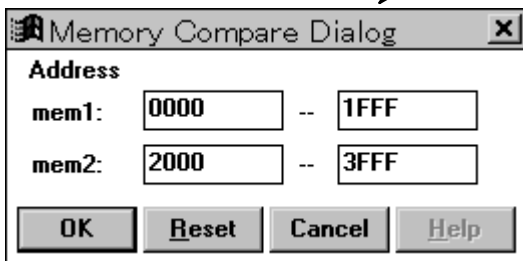 Memory Compare Dialog
Address
mem1: 0000 -- 1FFF
mem2: 2000 -- 3FFF
OK Reset Cancel Help